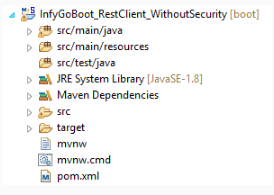 InfyGoBoot_RestClient_WithoutSecurity [boot]
src/main/java
src/main/resources
src/test/java
JRE System Library [JavaSE-1.8]
Maven Dependencies
src
target
mvnw
mvnw.cmd
pom.xml